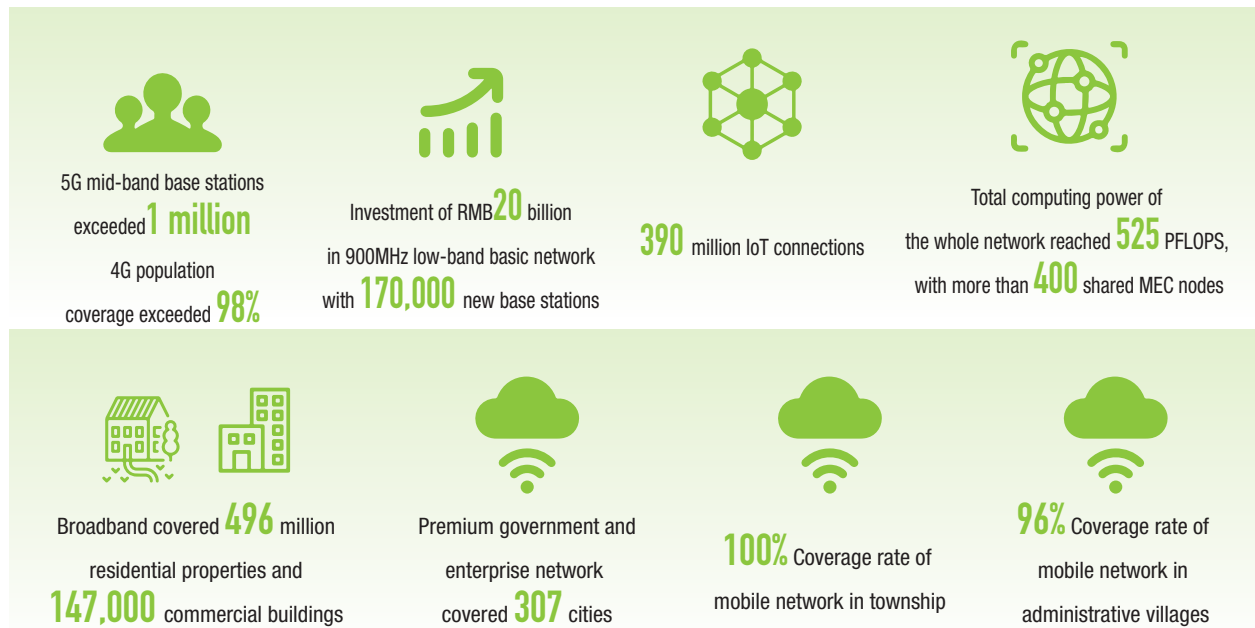 5G mid-band base stations
exceeded 1 million
4G population
coverage exceeded 98%
Investment of RMB20 billion
in 900MHz low-band basic network
with 170,000 new base stations
390 million IoT connections
Total computing power of
the whole network reached 525 PFLOPS,
with more than 400 shared MEC nodes
Broadband covered 496 million
residential properties and
147,000 commercial buildings
Premium government and
enterprise network
covered 307 cities
100% Coverage rate of
mobile network in township
96% Coverage rate of
mobile network in
administrative villages